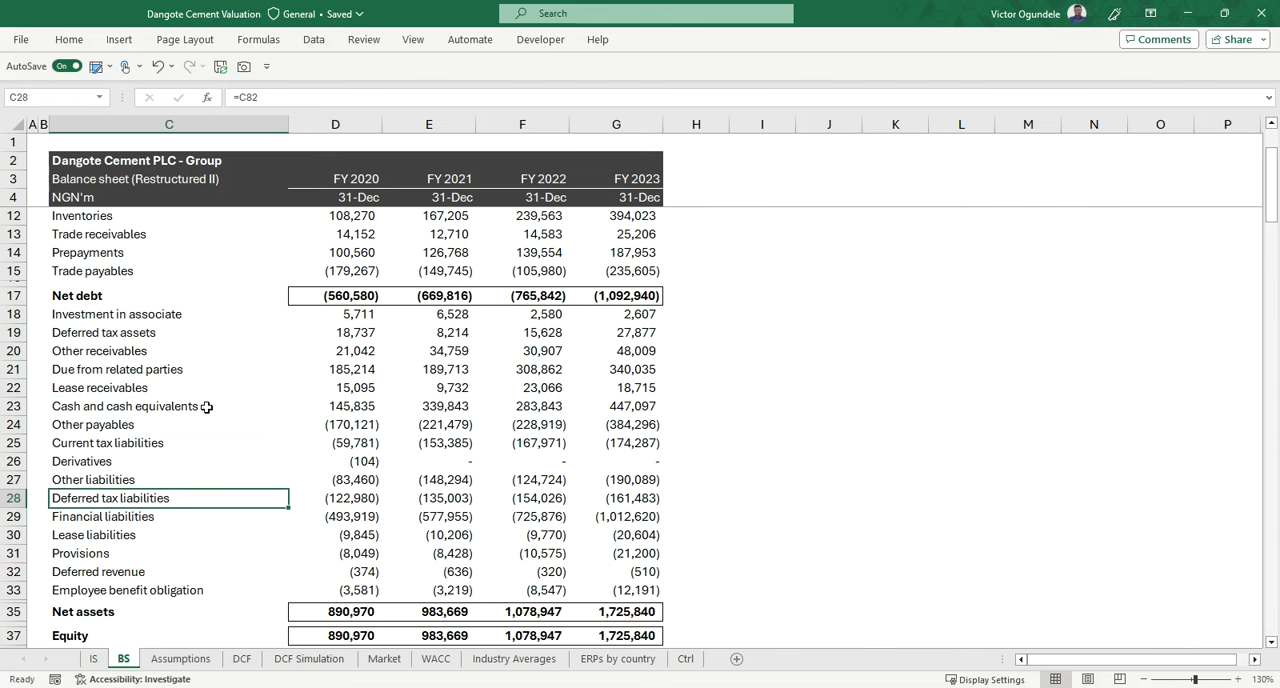 Dangote Cement Valuation General • Saved
Search
Victor Ogundele
File Home Insert Page Layout Formulas Data Review View Automate Developer Help
Comments Share
AutoSave On
C28 fx =C82
A B C D E F G H I J K L M N O P
1
2 Dangote Cement PLC - Group
3 Balance sheet (Restructured II) FY 2020 FY 2021 FY 2022 FY 2023
4 NGN'm 31-Dec 31-Dec 31-Dec 31-Dec
12 Inventories 108,270 167,205 239,563 394,023
13 Trade receivables 14,152 12,710 14,583 25,206
14 Prepayments 100,560 126,768 139,554 187,953
15 Trade payables (179,267) (149,745) (105,980) (235,605)
17 Net debt (560,580) (669,816) (765,842) (1,092,940)
18 Investment in associate 5,711 6,528 2,580 2,607
19 Deferred tax assets 18,737 8,214 15,628 27,877
20 Other receivables 21,042 34,759 30,907 48,009
21 Due from related parties 185,214 189,713 308,862 340,035
22 Lease receivables 15,095 9,732 23,066 18,715
23 Cash and cash equivalents 145,835 339,843 283,843 447,097
24 Other payables (170,121) (221,479) (228,919) (384,296)
25 Current tax liabilities (59,781) (153,385) (167,971) (174,287)
26 Derivatives (104) - - -
27 Other liabilities (83,460) (148,294) (124,724) (190,089)
28 Deferred tax liabilities (122,980) (135,003) (154,026) (161,483)
29 Financial liabilities (493,919) (577,955) (725,876) (1,012,620)
30 Lease liabilities (9,845) (10,206) (9,770) (20,604)
31 Provisions (8,049) (8,428) (10,575) (21,200)
32 Deferred revenue (374) (636) (320) (510)
33 Employee benefit obligation (3,581) (3,219) (8,547) (12,191)
35 Net assets 890,970 983,669 1,078,947 1,725,840
37 Equity 890,970 983,669 1,078,947 1,725,840
IS BS Assumptions DCF DCF Simulation Market WACC Industry Averages ERPs by country Ctrl
Ready Accessibility: Investigate Display Settings 130%